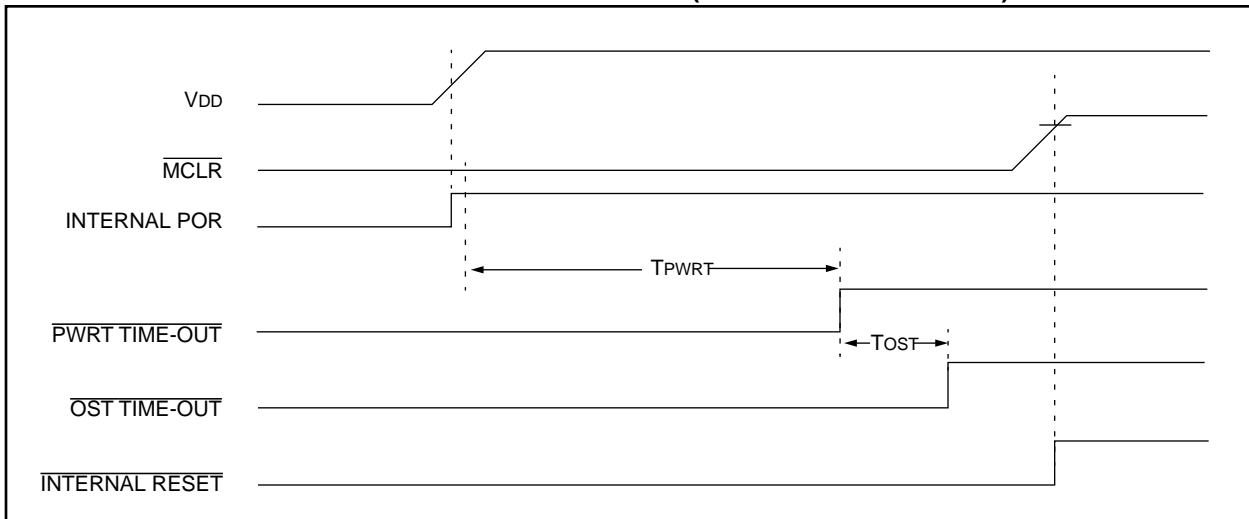 VDD
MCLR
INTERNAL POR
TPWRT
PWRT TIME-OUT
TOST
OST TIME-OUT
INTERNAL RESET